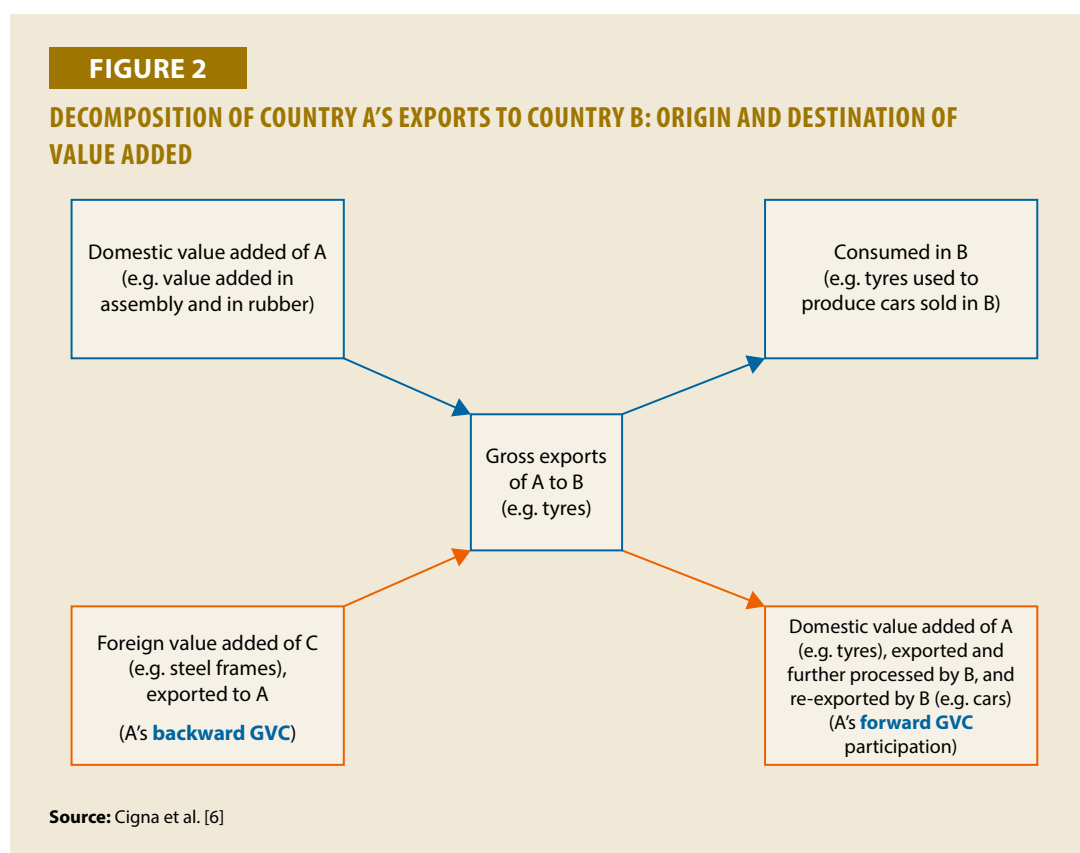 FIGURE 2
DECOMPOSITION OF COUNTRY A'S EXPORTS TO COUNTRY B: ORIGIN AND DESTINATION OF
VALUE ADDED
Domestic value added of A
(e.g. value added in
assembly and in rubber)
Consumed in B
(e.g. tyres used to
produce cars sold in B)
Gross exports
of A to B
(e.g. tyres)
Foreign value added of C
(e.g. steel frames),
exported to A
(A's backward GVC)
Domestic value added of A
(e.g. tyres), exported and
further processed by B, and
re-exported by B (e.g. cars)
(A's forward GVC
participation)
Source: Cigna et al. [6]